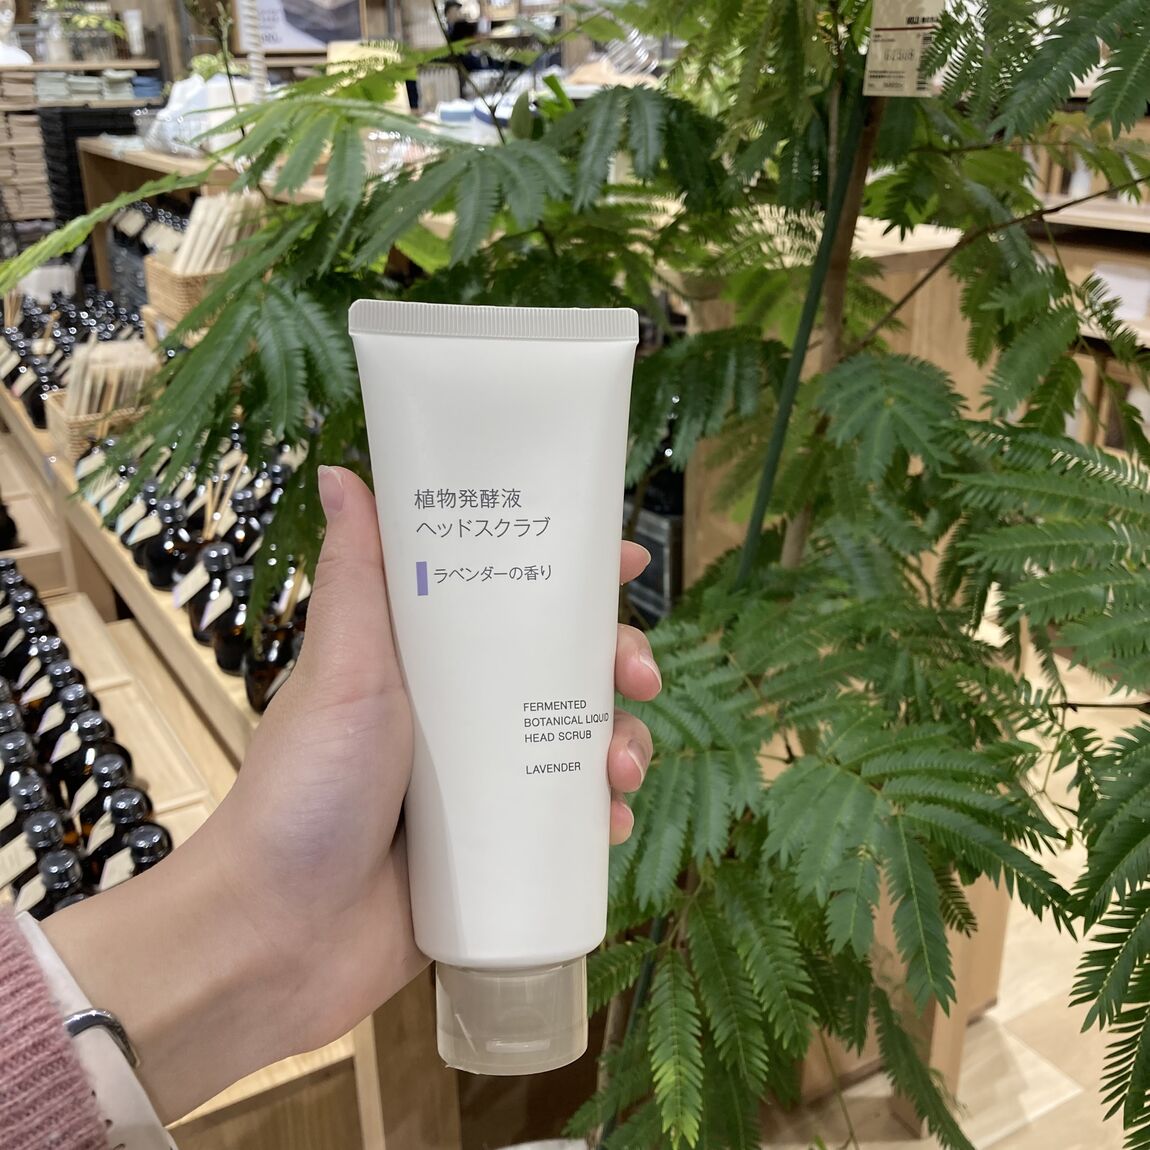 植物発酵液
ヘッドスクラブ
ラベンダーの香り
FERMENTED
BOTANICAL LIQUID
HEAD SCRUB
LAVENDER